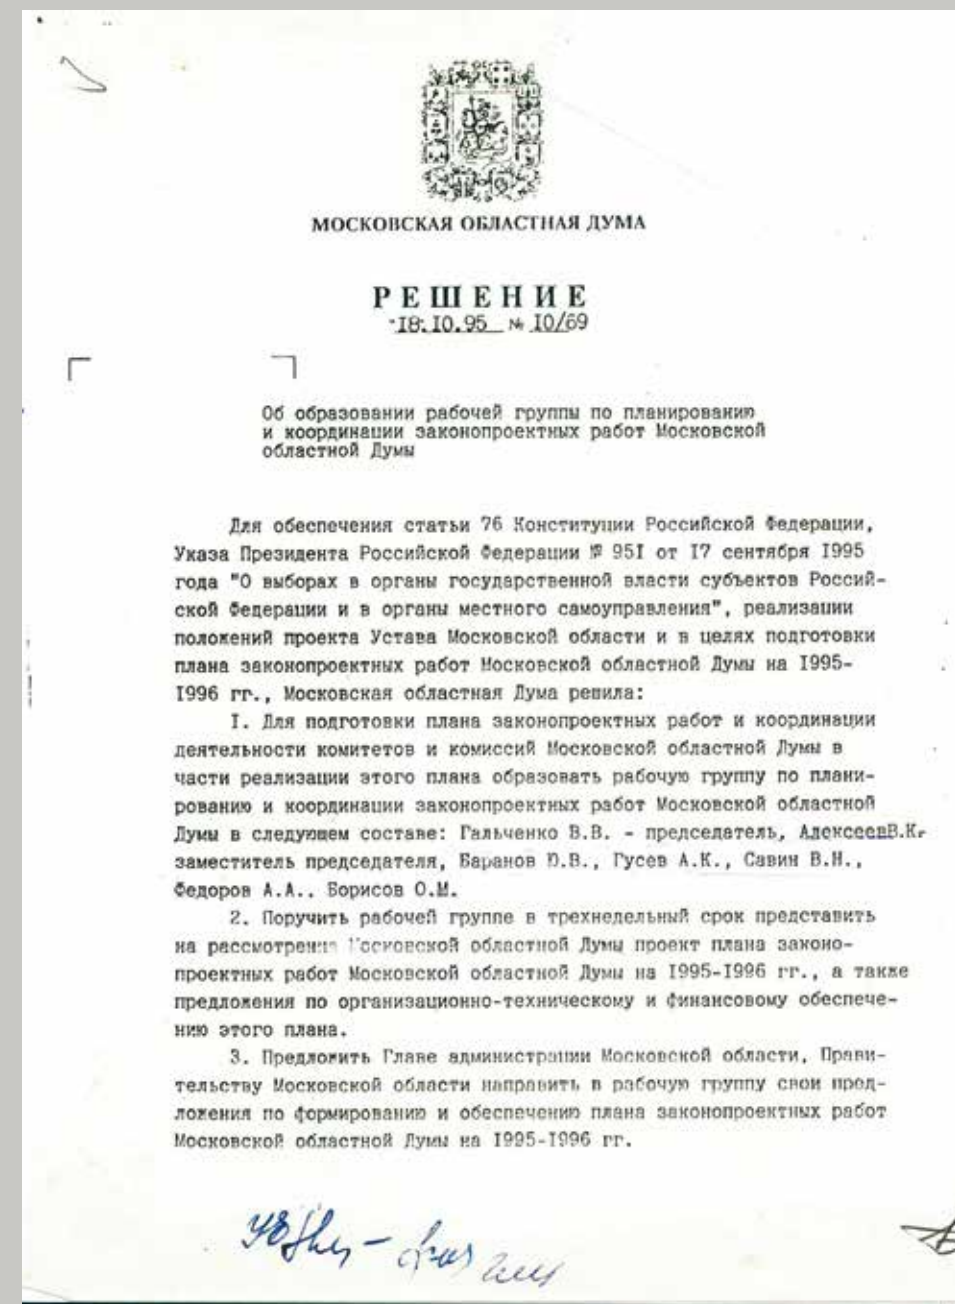 МОСКОВСКАЯ ОБЛАСТНАЯ ДУМА
РЕШЕНИЕ
18.10.95 № 10/69
Об образовании рабочей группы по планированию
и координации законопроектных работ Московской
областной Думы
Для обеспечения статьи 76 Конституции Российской Федерации,
Указа Президента Российской Федерации № 951 от 17 сентября 1995
года "О выборах в органы государственной власти субъектов Россий-
ской Федерации и в органы местного самоуправления", реализации
положений проекта Устава Московской области и в целях подготовки
плана законопроектных работ Московской областной Думы на 1995-
1996 гг., Московская областная Дума решила:
1. Для подготовки плана законопроектных работ и координации
деятельности комитетов и комиссий Московской областной Думы в
части реализации этого плана образовать рабочую группу по плани-
рованию и координации законопроектных работ Московской областной
Думы в следующем составе: Гальченко В.В. - председатель, Алексеев В.К.-
заместитель председателя, Баранов Ю.В., Гусев А.К., Савин В.Н.,
Федоров А.А., Борисов О.М.
2. Поручить рабочей группе в трехнедельный срок представить
на рассмотрение Московской областной Думы проект плана законо-
проектных работ Московской областной Думы на 1995-1996 гг., а также
предложения по организационно-техническому и финансовому обеспече-
нию этого плана.
3. Предложить Главе администрации Московской области, Прави-
тельству Московской области направить в рабочую группу свои пред-
ложения по формированию и обеспечению плана законопроектных работ
Московской областной Думы на 1995-1996 гг.